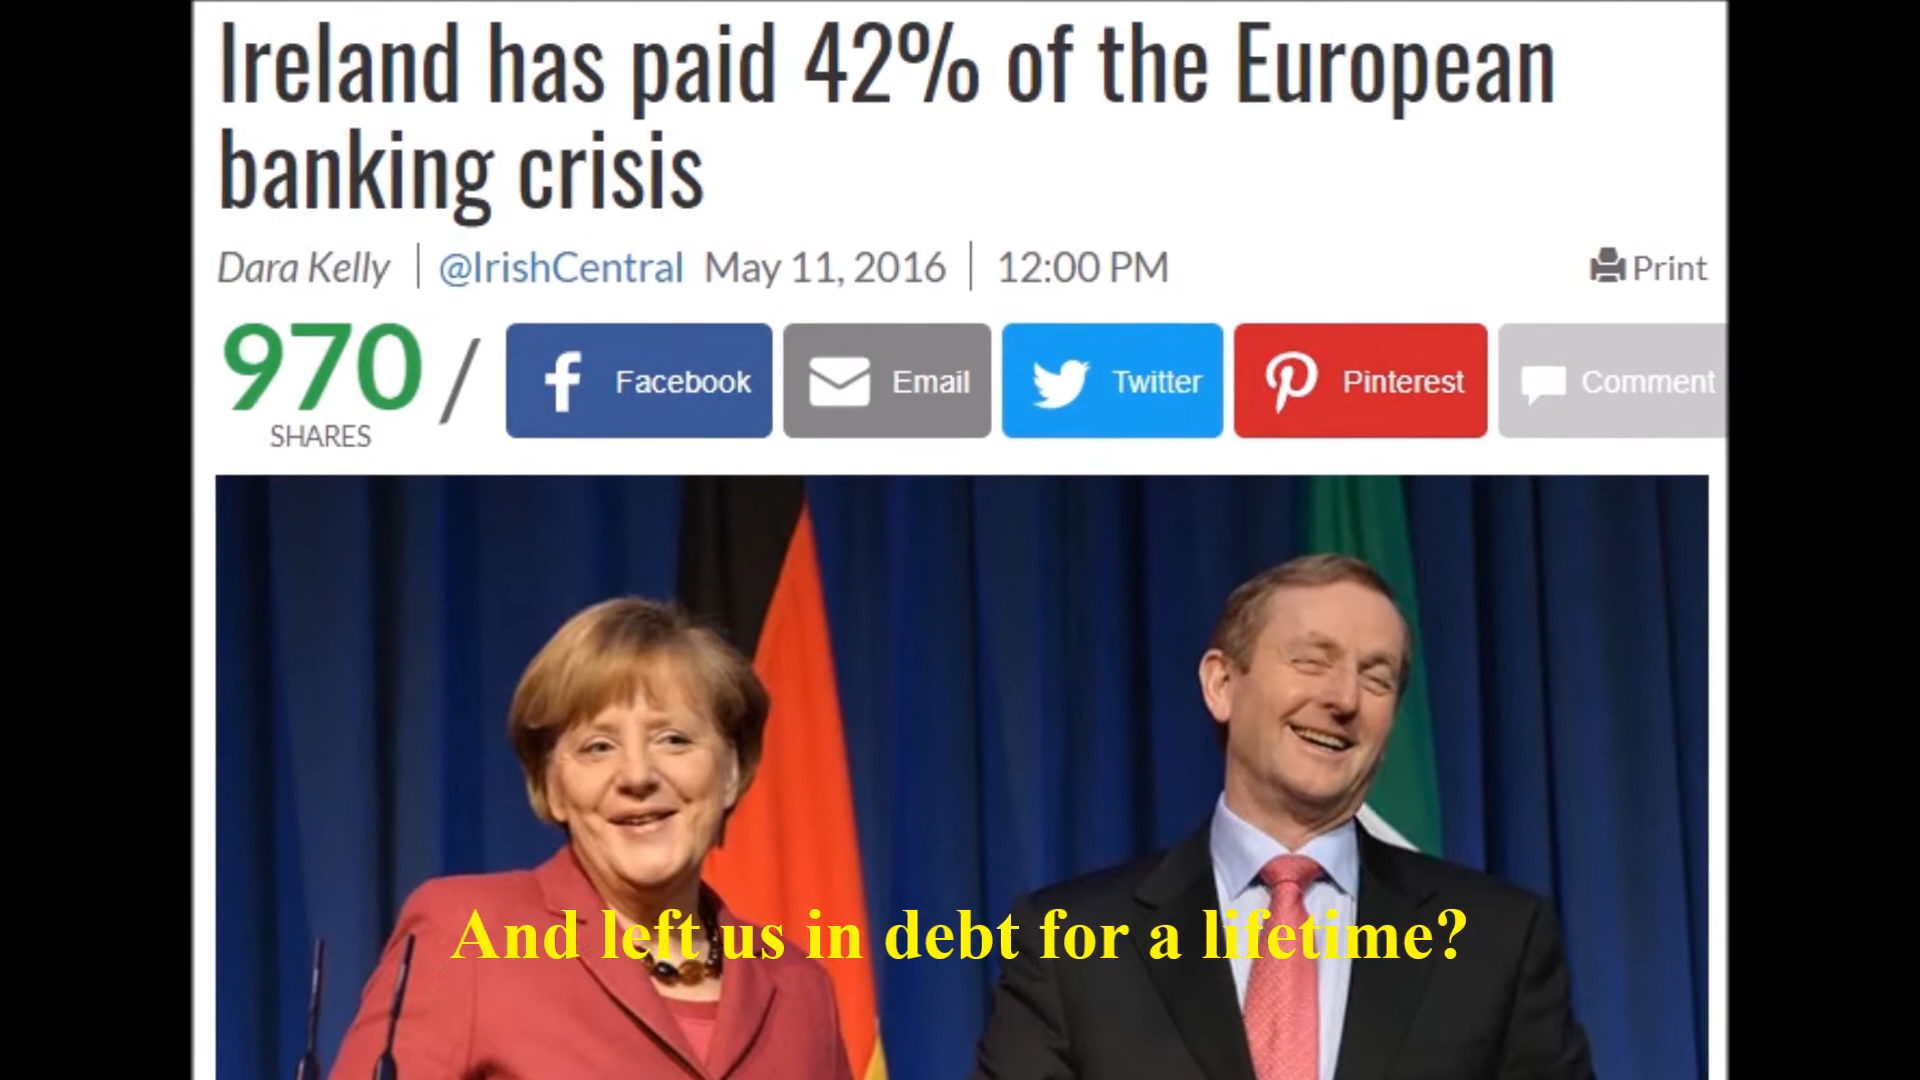 Ireland has paid 42% of the European
banking crisis
Dara Kelly | @IrishCentral May 11, 2016 | 12:00 PM Print
970 / Facebook Email Twitter Pinterest Comment
SHARES
And left us in debt for a lifetime?